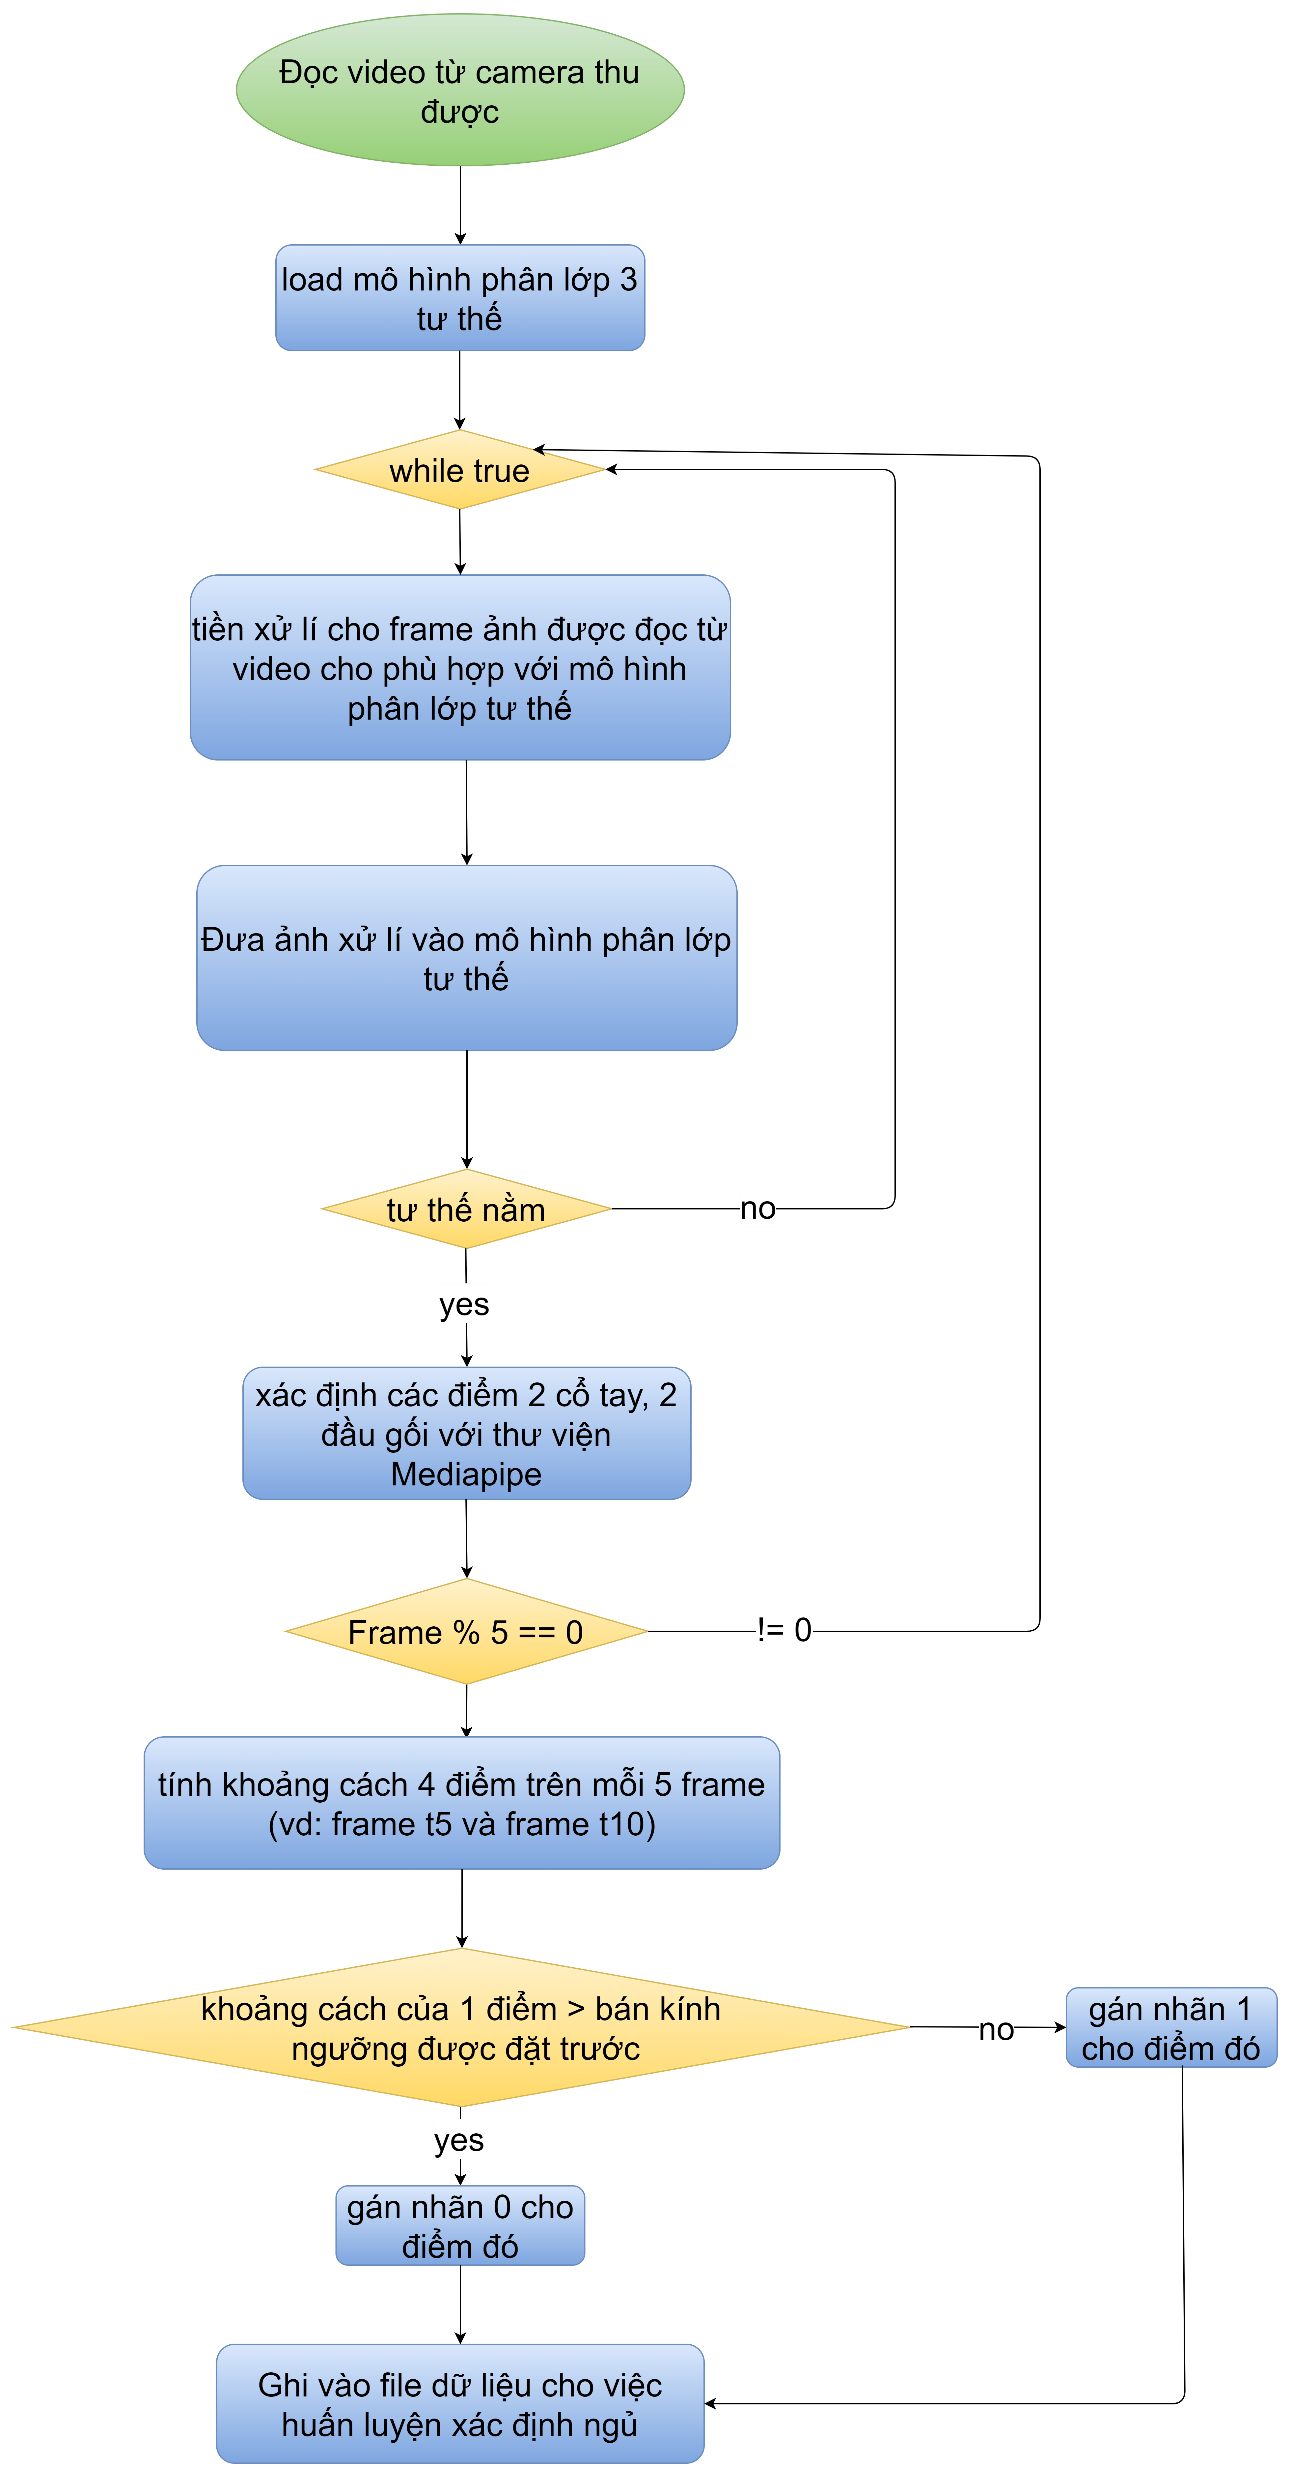 Đọc video từ camera thu
được
load mô hình phân lớp 3
tư thế
while true
tiền xử lí cho frame ảnh được đọc từ
video cho phù hợp với mô hình
phân lớp tư thế
Đưa ảnh xử lí vào mô hình phân lớp
tư thế
tư thế nằm
no
yes
xác định các điểm 2 cổ tay, 2
đầu gối với thư viện
Mediapipe
Frame % 5 == 0
!= 0
tính khoảng cách 4 điểm trên mỗi 5 frame
(vd: frame t5 và frame t10)
khoảng cách của 1 điểm > bán kính
ngưỡng được đặt trước
no
gán nhãn 1
cho điểm đó
yes
gán nhãn 0 cho
điểm đó
Ghi vào file dữ liệu cho việc
huấn luyện xác định ngủ